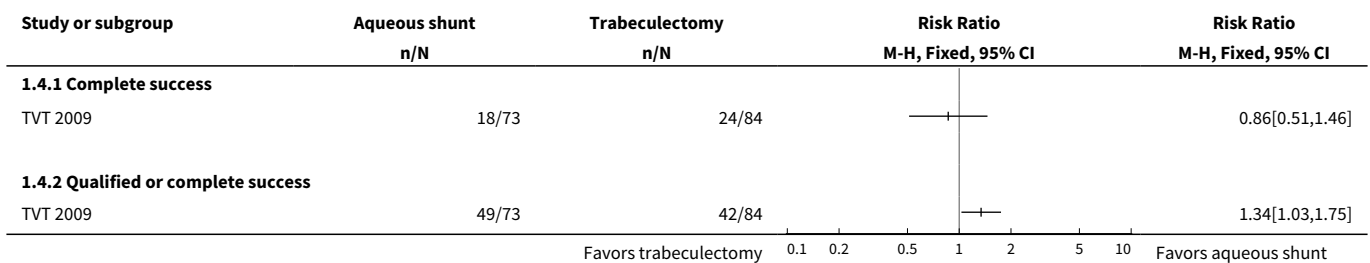 Study or subgroup Aqueous shunt Trabeculectomy Risk Ratio Risk Ratio
n/N n/N M-H, Fixed, 95% CI M-H, Fixed, 95% CI
1.4.1 Complete success
TVT 2009 18/73 24/84 0.86[0.51,1.46]
1.4.2 Qualified or complete success
TVT 2009 49/73 42/84 1.34[1.03,1.75]
Favors trabeculectomy 0.1 0.2 0.5 1 2 5 10 Favors aqueous shunt